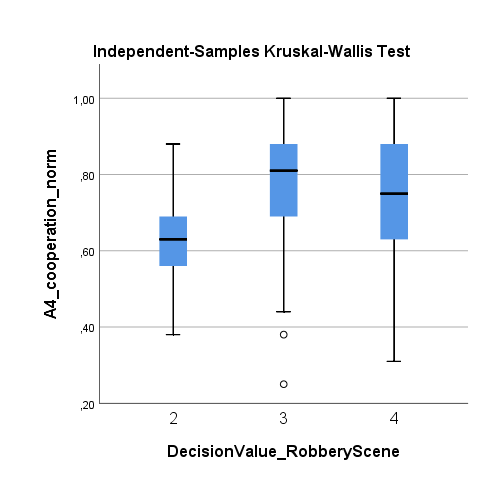 Independent-Samples Kruskal-Wallis Test
A4_cooperation_norm
1,00
,80
,60
,40
,20
2 3 4
DecisionValue_RobberyScene